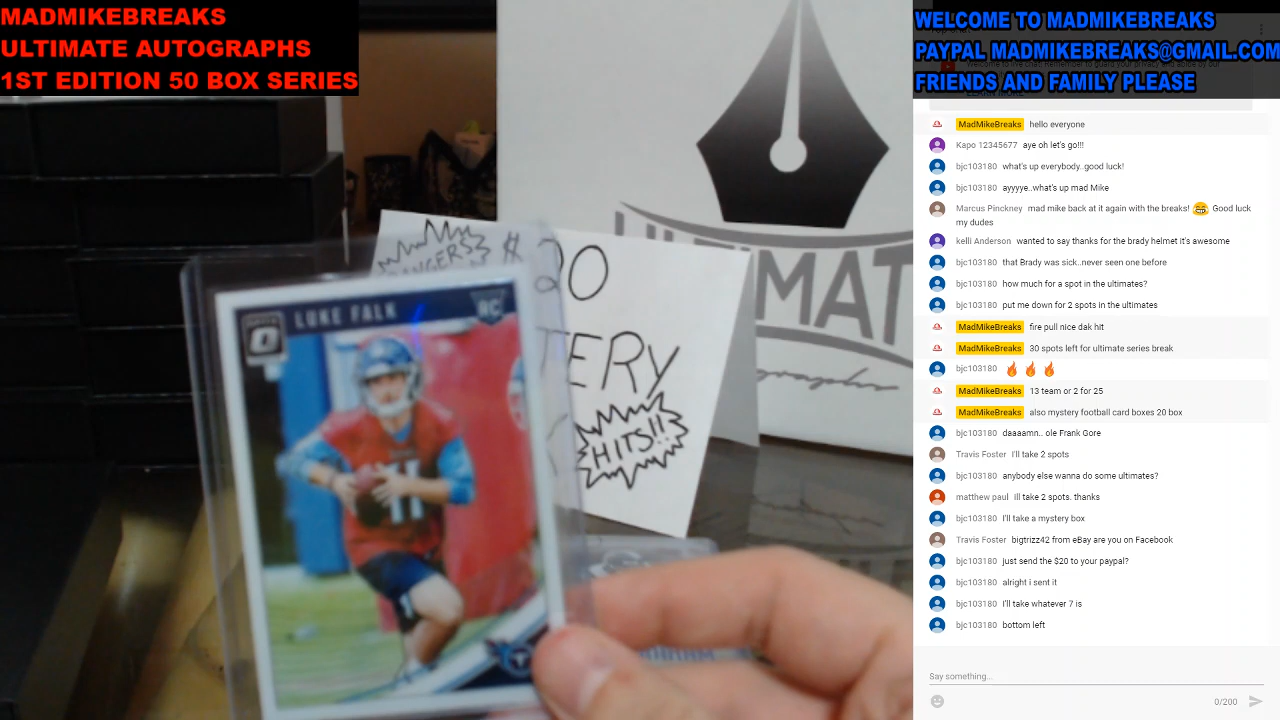 MADMIKEBREAKS
ULTIMATE AUTOGRAPHS
1ST EDITION 50 BOX SERIES
$20
HITS!!
LUKE FALK
RC
11
WELCOME TO MADMIKEBREAKS
PAYPAL MADMIKEBREAKS@GMAIL.COM
FRIENDS AND FAMILY PLEASE
MadMikeBreaks hello everyone
Kapo 12345677 aye oh let's go!!!
bjc103180 what's up everybody..good luck!
bjc103180 ayyyye..what's up mad Mike
Marcus Pinckney mad mike back at it again with the breaks! 😁 Good luck
my dudes
kelli Anderson wanted to say thanks for the brady helmet it's awesome
bjc103180 that Brady was sick..never seen one before
bjc103180 how much for a spot in the ultimates?
bjc103180 put me down for 2 spots in the ultimates
MadMikeBreaks fire pull nice dak hit
MadMikeBreaks 30 spots left for ultimate series break
bjc103180 🔥 🔥 🔥
MadMikeBreaks 13 team or 2 for 25
MadMikeBreaks also mystery football card boxes 20 box
bjc103180 daaaamn.. ole Frank Gore
Travis Foster I'll take 2 spots
bjc103180 anybody else wanna do some ultimates?
matthew paul ill take 2 spots. thanks
bjc103180 I'll take a mystery box
Travis Foster bigtrizz42 from eBay are you on Facebook
bjc103180 just send the $20 to your paypal?
bjc103180 alright i sent it
bjc103180 I'll take whatever 7 is
bjc103180 bottom left
Say something...
0/200